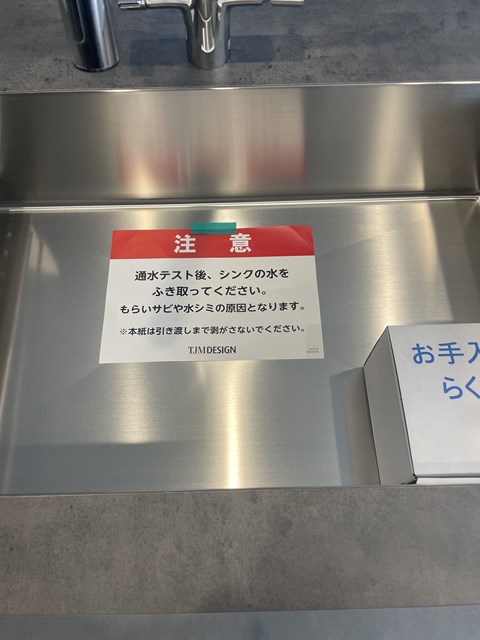 注 意
通水テスト後、シンクの水を
ふき取ってください。
もらいサビや水シミの原因となります。
※本紙は引き渡しまで剥がさないでください。
TJM DESIGN
お手入
らく